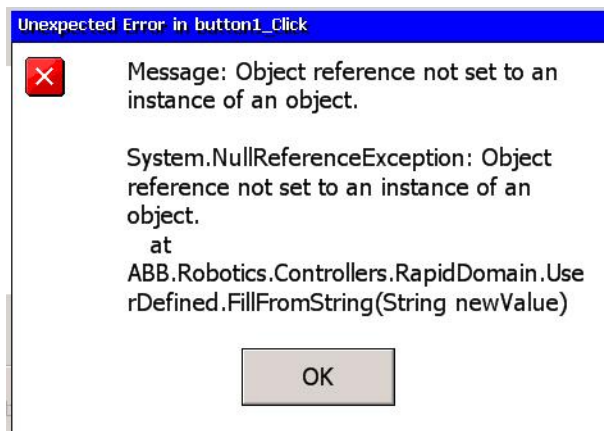 Unexpected Error in button1_Click
Message: Object reference not set to an
instance of an object.
System.NullReferenceException: Object
reference not set to an instance of an
object.
at
ABB.Robotics.Controllers.RapidDomain.Use
rDefined.FillFromString(String newValue)
OK